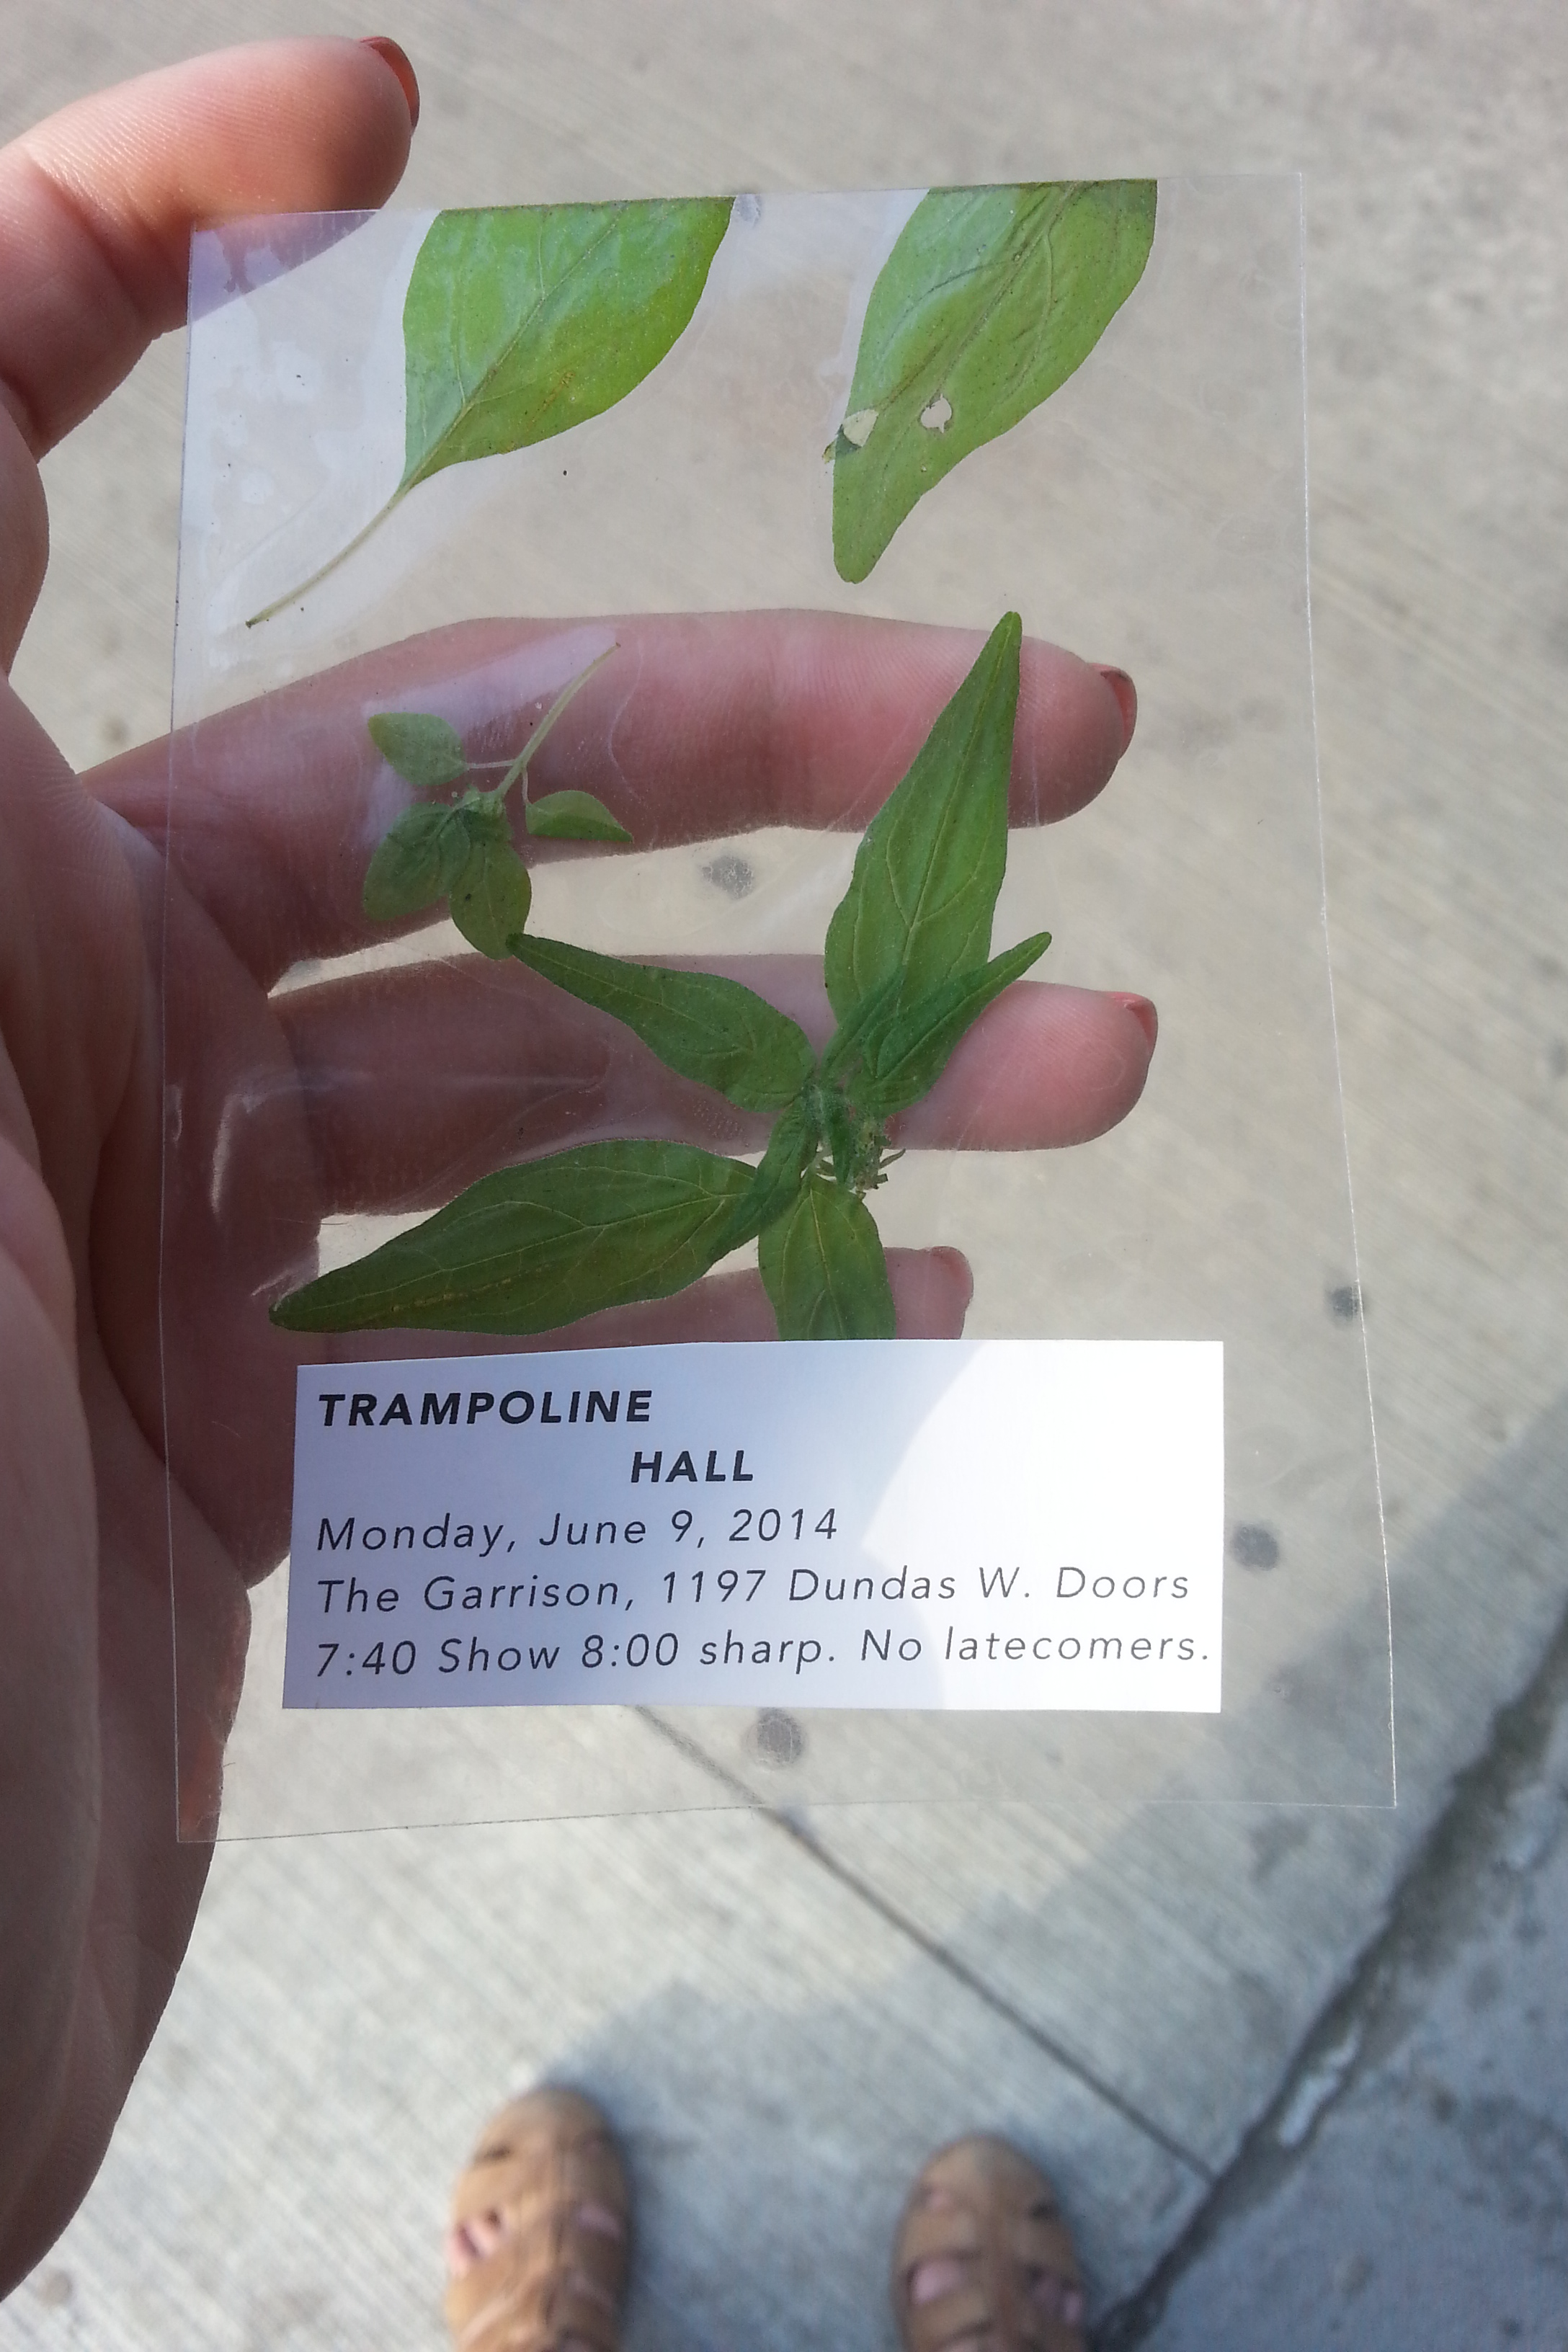 TRAMPOLINE
HALL
Monday, June 9, 2014
The Garrison, 1197 Dundas W. Doors
7:40 Show 8:00 sharp. No latecomers.